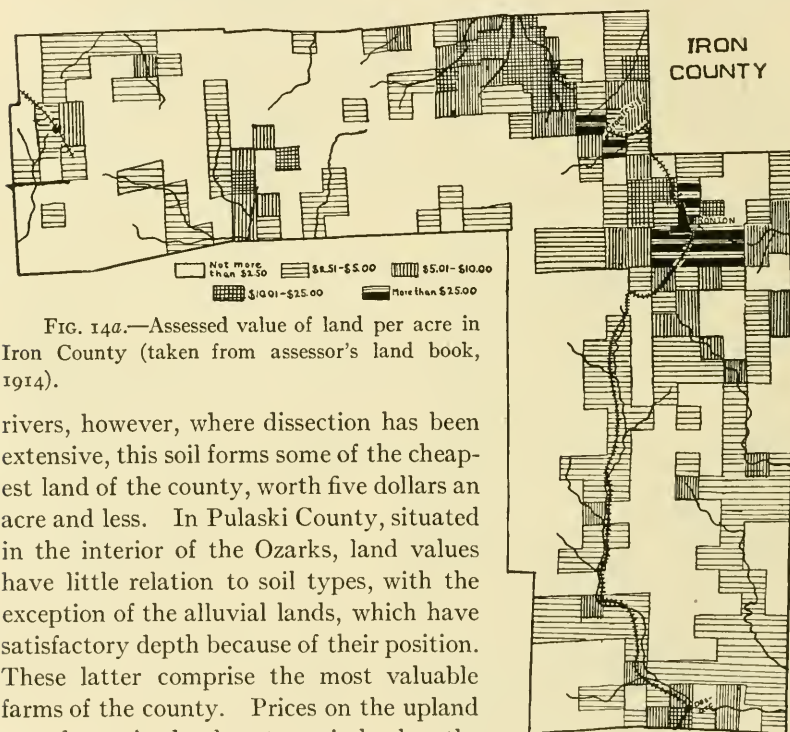 IRON
COUNTY
IRONTON
Not more than $2.50
$2.51-$5.00
$5.01-$10.00
$10.01-$25.00
More than $25.00
FIG. 14a.—Assessed value of land per acre in
Iron County (taken from assessor's land book,
1914).
rivers, however, where dissection has been
extensive, this soil forms some of the cheap-
est land of the county, worth five dollars an
acre and less. In Pulaski County, situated
in the interior of the Ozarks, land values
have little relation to soil types, with the
exception of the alluvial lands, which have
satisfactory depth because of their position.
These latter comprise the most valuable
farms of the county. Prices on the upland